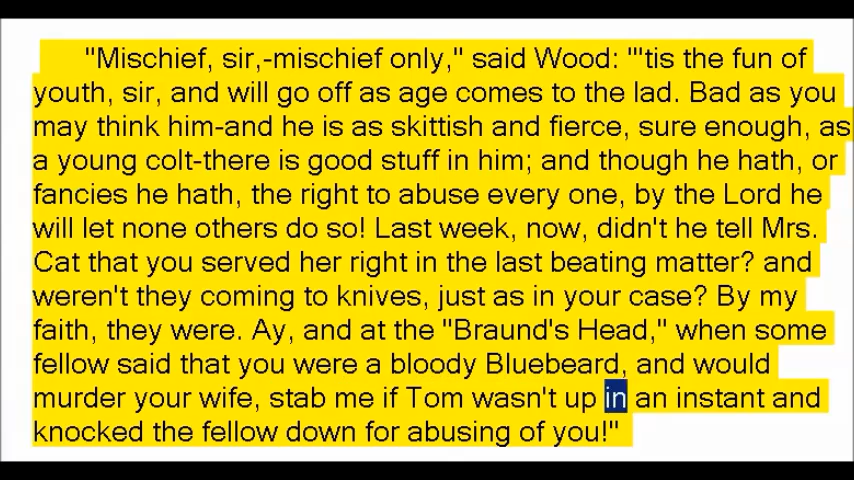 "Mischief, sir,-mischief only," said Wood: "'tis the fun of
youth, sir, and will go off as age comes to the lad. Bad as you
may think him-and he is as skittish and fierce, sure enough, as
a young colt-there is good stuff in him; and though he hath, or
fancies he hath, the right to abuse every one, by the Lord he
will let none others do so! Last week, now, didn't he tell Mrs.
Cat that you served her right in the last beating matter? and
weren't they coming to knives, just as in your case? By my
faith, they were. Ay, and at the "Braund's Head," when some
fellow said that you were a bloody Bluebeard, and would
murder your wife, stab me if Tom wasn't up in an instant and
knocked the fellow down for abusing of you!"